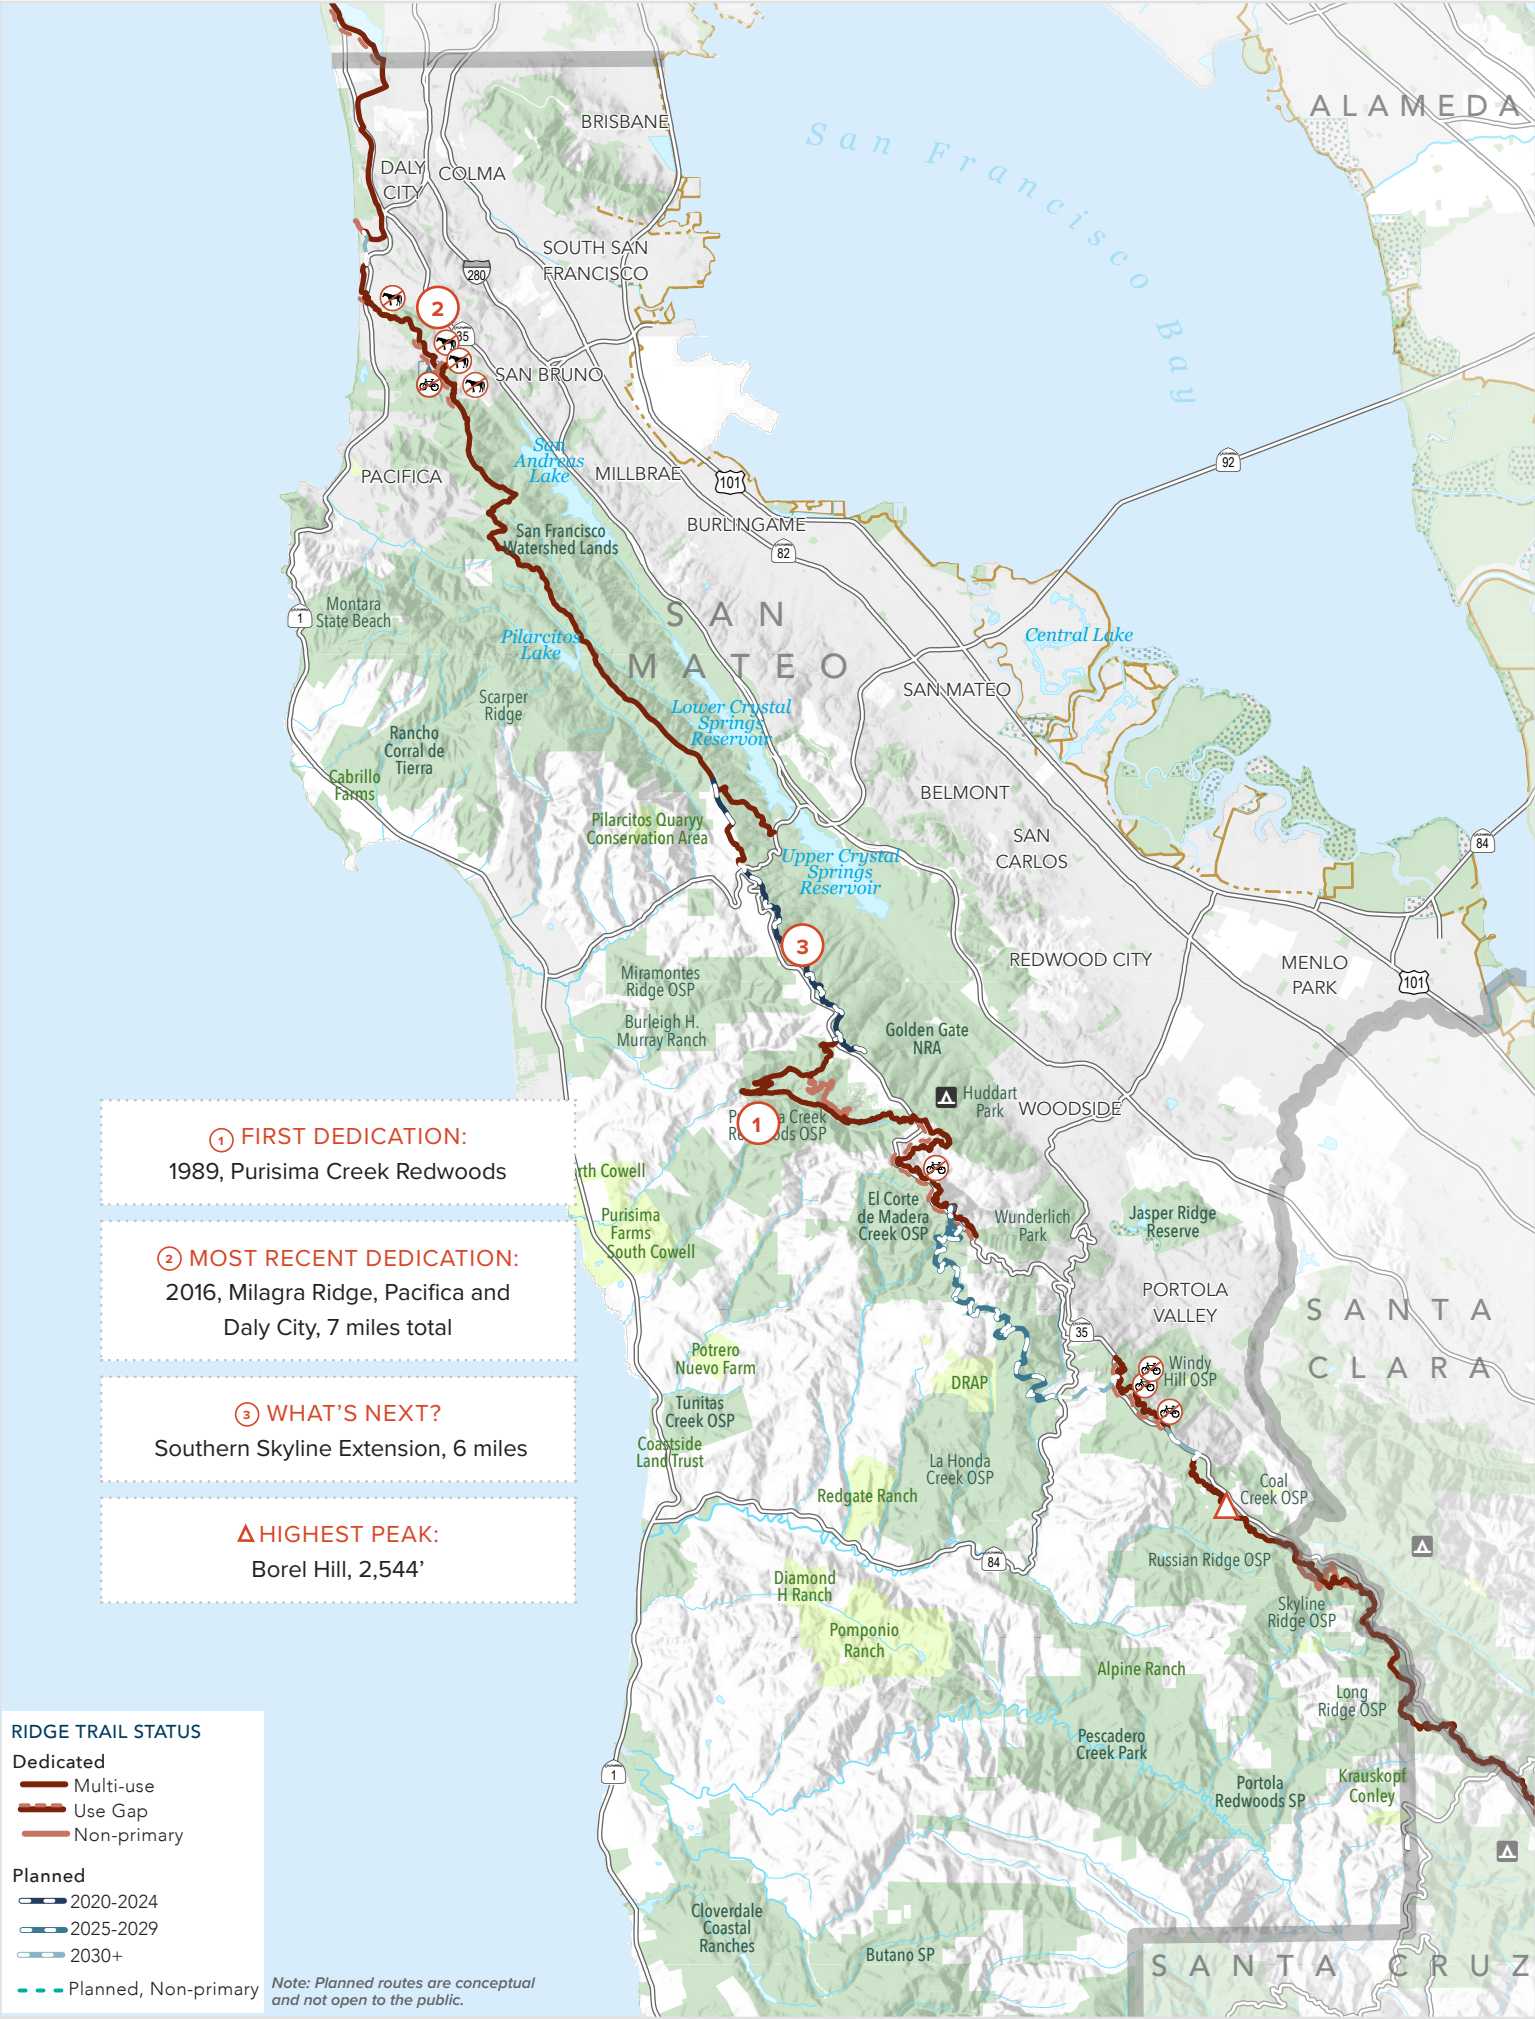 ALAMEDA
San Francisco Bay
BRISBANE
DALY
CITY
COLMA
SOUTH SAN
FRANCISCO
280
2
35
SAN BRUNO
San
Andreas
Lake
PACIFICA
MILLBRAE
101
92
BURLINGAME
82
San Francisco
Watershed Lands
Montara
State Beach
1
SAN
MATEO
Pilarcitos
Lake
Central Lake
SAN MATEO
Scarper
Ridge
Lower Crystal
Springs
Reservoir
Rancho
Corral de
Tierra
Cabrillo
Farms
BELMONT
Pilarcitos Quaryy
Conservation Area
SAN
CARLOS
84
Upper Crystal
Springs
Reservoir
3
REDWOOD CITY
MENLO
PARK
101
Miramontes
Ridge OSP
Burleigh H.
Murray Ranch
Golden Gate
NRA
Huddart
Park
WOODSIDE
1
Creek
OSP
1 FIRST DEDICATION:
1989, Purisima Creek Redwoods
Cowell
Purisima
Farms
South Cowell
El Corte
de Madera
Creek OSP
Wunderlich
Park
Jasper Ridge
Reserve
2 MOST RECENT DEDICATION:
2016, Milagra Ridge, Pacifica and
Daly City, 7 miles total
PORTOLA
VALLEY
SANTA
CLARA
35
Windy
Hill OSP
Potrero
Nuevo Farm
DRAP
Tunitas
Creek OSP
3 WHAT'S NEXT?
Southern Skyline Extension, 6 miles
Coastside
Land Trust
La Honda
Creek OSP
Coal
Creek OSP
Redgate Ranch
HIGHEST PEAK:
Borel Hill, 2,544’
84
Russian Ridge OSP
Diamond
H Ranch
Skyline
Ridge OSP
Pomponio
Ranch
Alpine Ranch
Long
Ridge OSP
Pescadero
Creek Park
1
Portola
Redwoods SP
Krauskopf
Conley
Cloverdale
Coastal
Ranches
Butano SP
SANTA CRUZ
RIDGE TRAIL STATUS
Dedicated
Multi-use
Use Gap
Non-primary
Planned
2020-2024
2025-2029
2030+
Planned, Non-primary
Note: Planned routes are conceptual
and not open to the public.